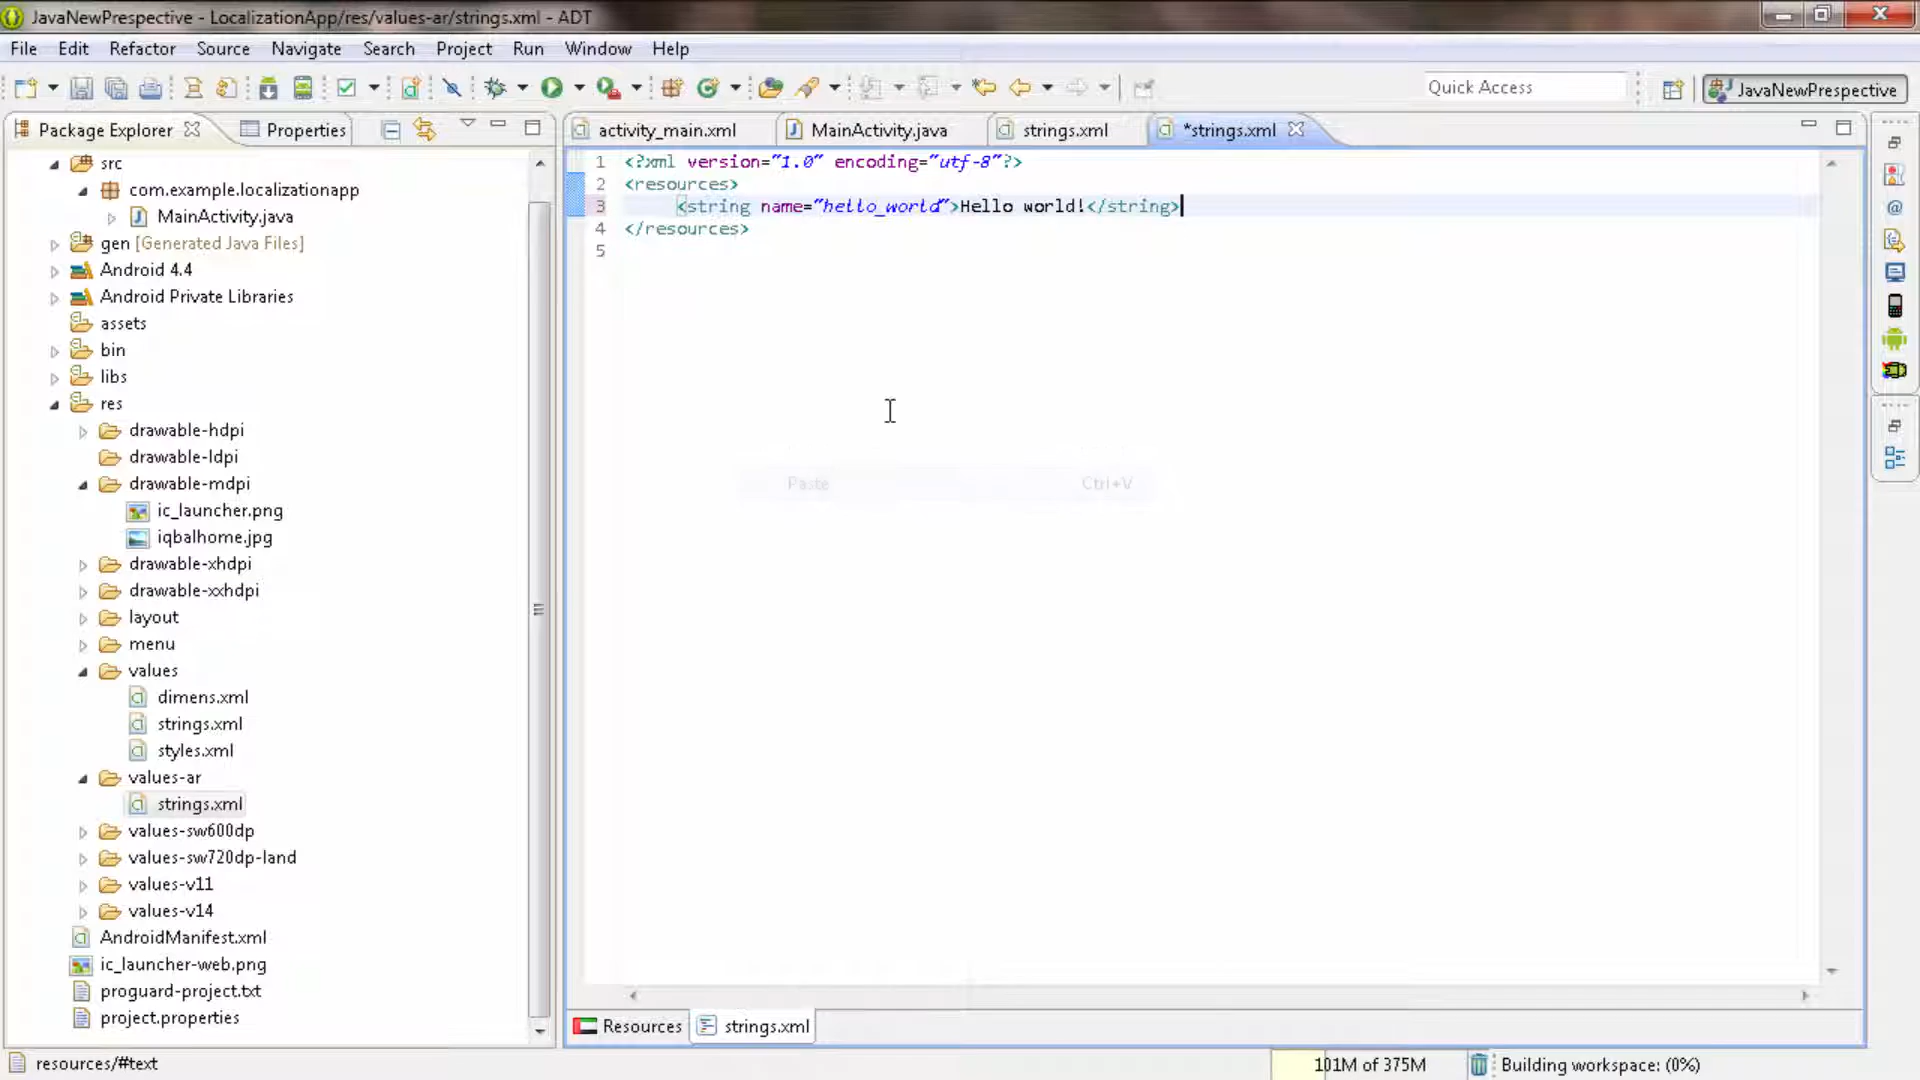 JavaNewPrespective - LocalizationApp/res/values-ar/strings.xml - ADT
File Edit Refactor Source Navigate Search Project Run Window Help
Quick Access
JavaNewPrespective
Package Explorer
Properties
activity_main.xml
MainActivity.java
strings.xml
*strings.xml
src
com.example.localizationapp
MainActivity.java
gen [Generated Java Files]
Android 4.4
Android Private Libraries
assets
bin
libs
res
drawable-hdpi
drawable-ldpi
drawable-mdpi
ic_launcher.png
iqbalhome.jpg
drawable-xhdpi
drawable-xxhdpi
layout
menu
values
dimens.xml
strings.xml
styles.xml
values-ar
strings.xml
values-sw600dp
values-sw720dp-land
values-v11
values-v14
AndroidManifest.xml
ic_launcher-web.png
proguard-project.txt
project.properties
1 <?xml version="1.0" encoding="utf-8"?>
2 <resources>
3 <string name="hello_world">Hello world!</string>
4 </resources>
5
Paste Ctrl+V
Resources
strings.xml
resources/#text
101M of 375M
Building workspace: (0%)